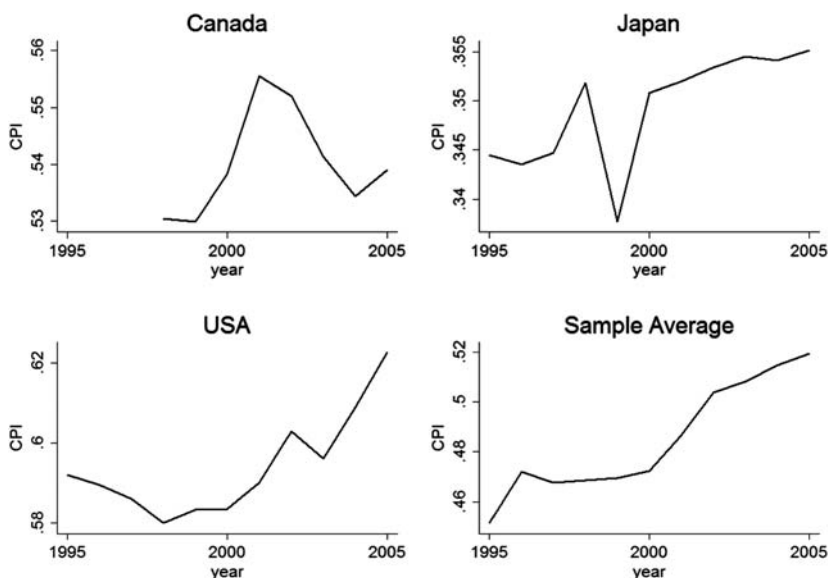 Canada
.56
.55
.54
.53
CPI
1995 2000 2005
year
Japan
.355
.35
.345
.34
CPI
1995 2000 2005
year
USA
.62
.6
.58
CPI
1995 2000 2005
year
Sample Average
.52
.5
.48
.46
CPI
1995 2000 2005
year